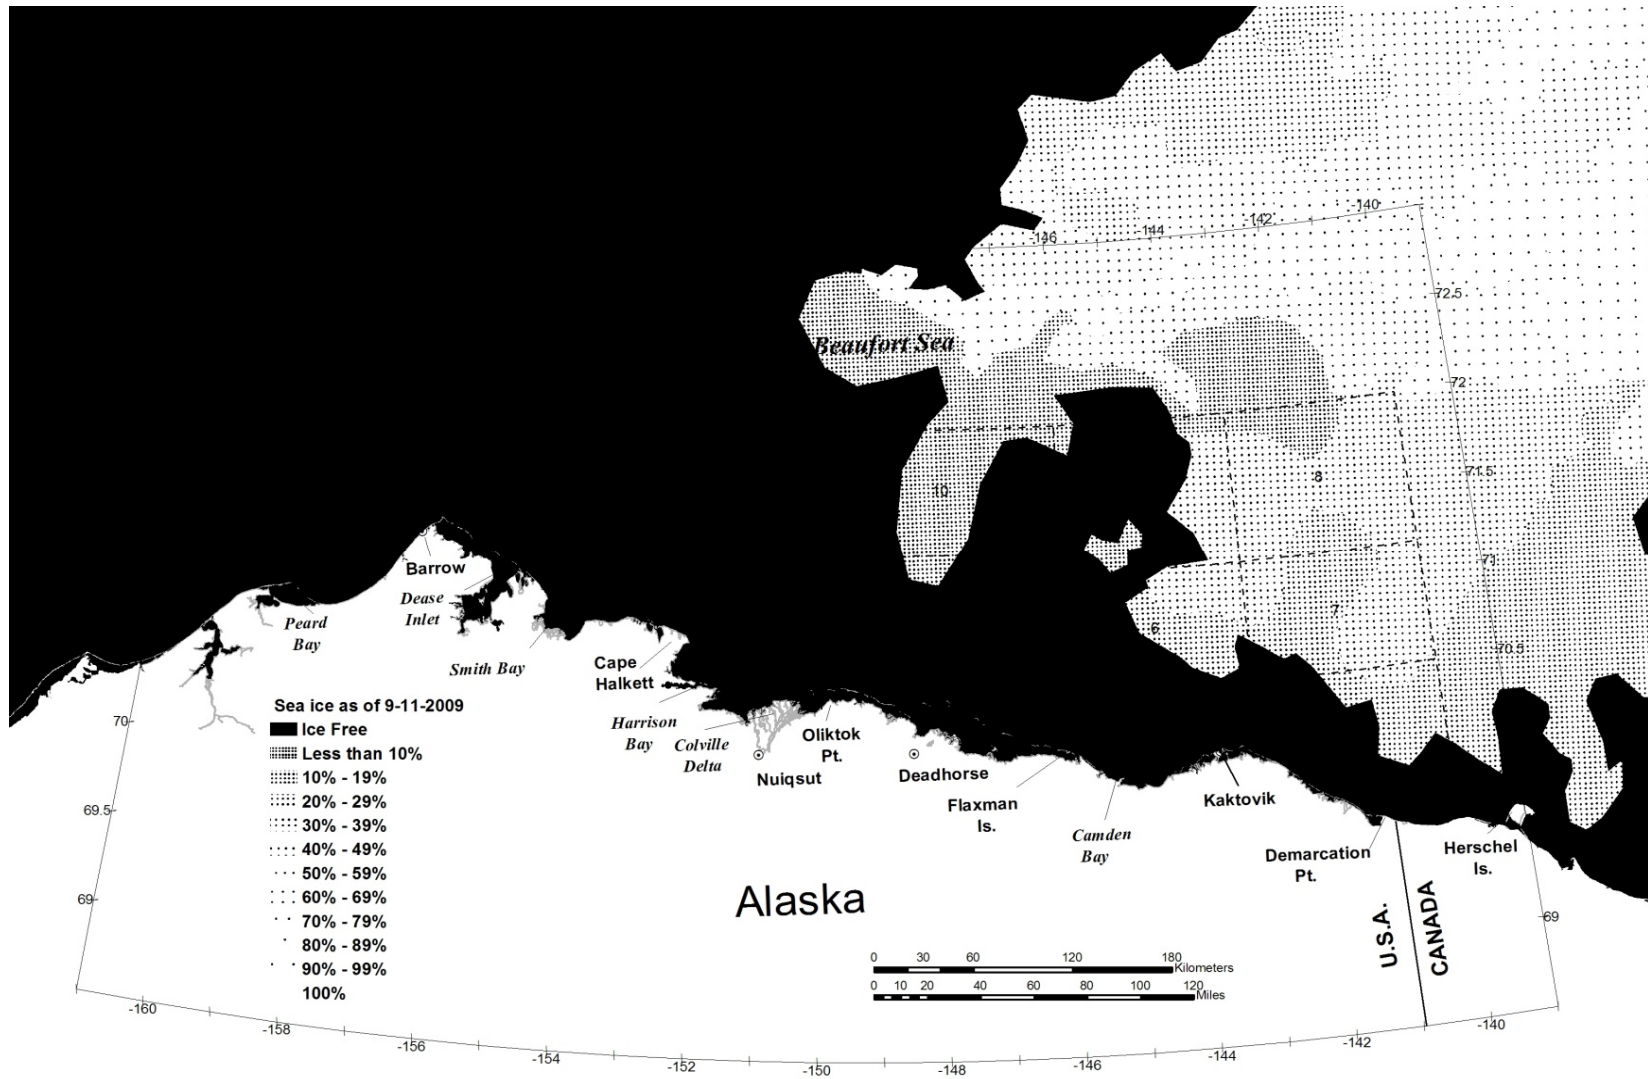 -140
-142
-144
-146
72.5
Beaufort Sea
72
71.5
8
10
71
Barrow
Dease
Inlet
7
Peard
Bay
6
70.5
Smith Bay
Cape
Halkett
Sea ice as of 9-11-2009
Ice Free
Less than 10%
10% - 19%
20% - 29%
30% - 39%
40% - 49%
50% - 59%
60% - 69%
70% - 79%
80% - 89%
90% - 99%
100%
70
69.5
69
Harrison
Bay
Colville
Delta
Oliktok
Pt.
Nuiqsut
Deadhorse
Flaxman
Is.
Kaktovik
Camden
Bay
Demarcation
Pt.
Herschel
Is.
Alaska
U.S.A.
CANADA
69
0 30 60 120 180
Kilometers
0 10 20 40 60 80 100 120
Miles
-160
-158
-156
-154
-152
-150
-148
-146
-144
-142
-140